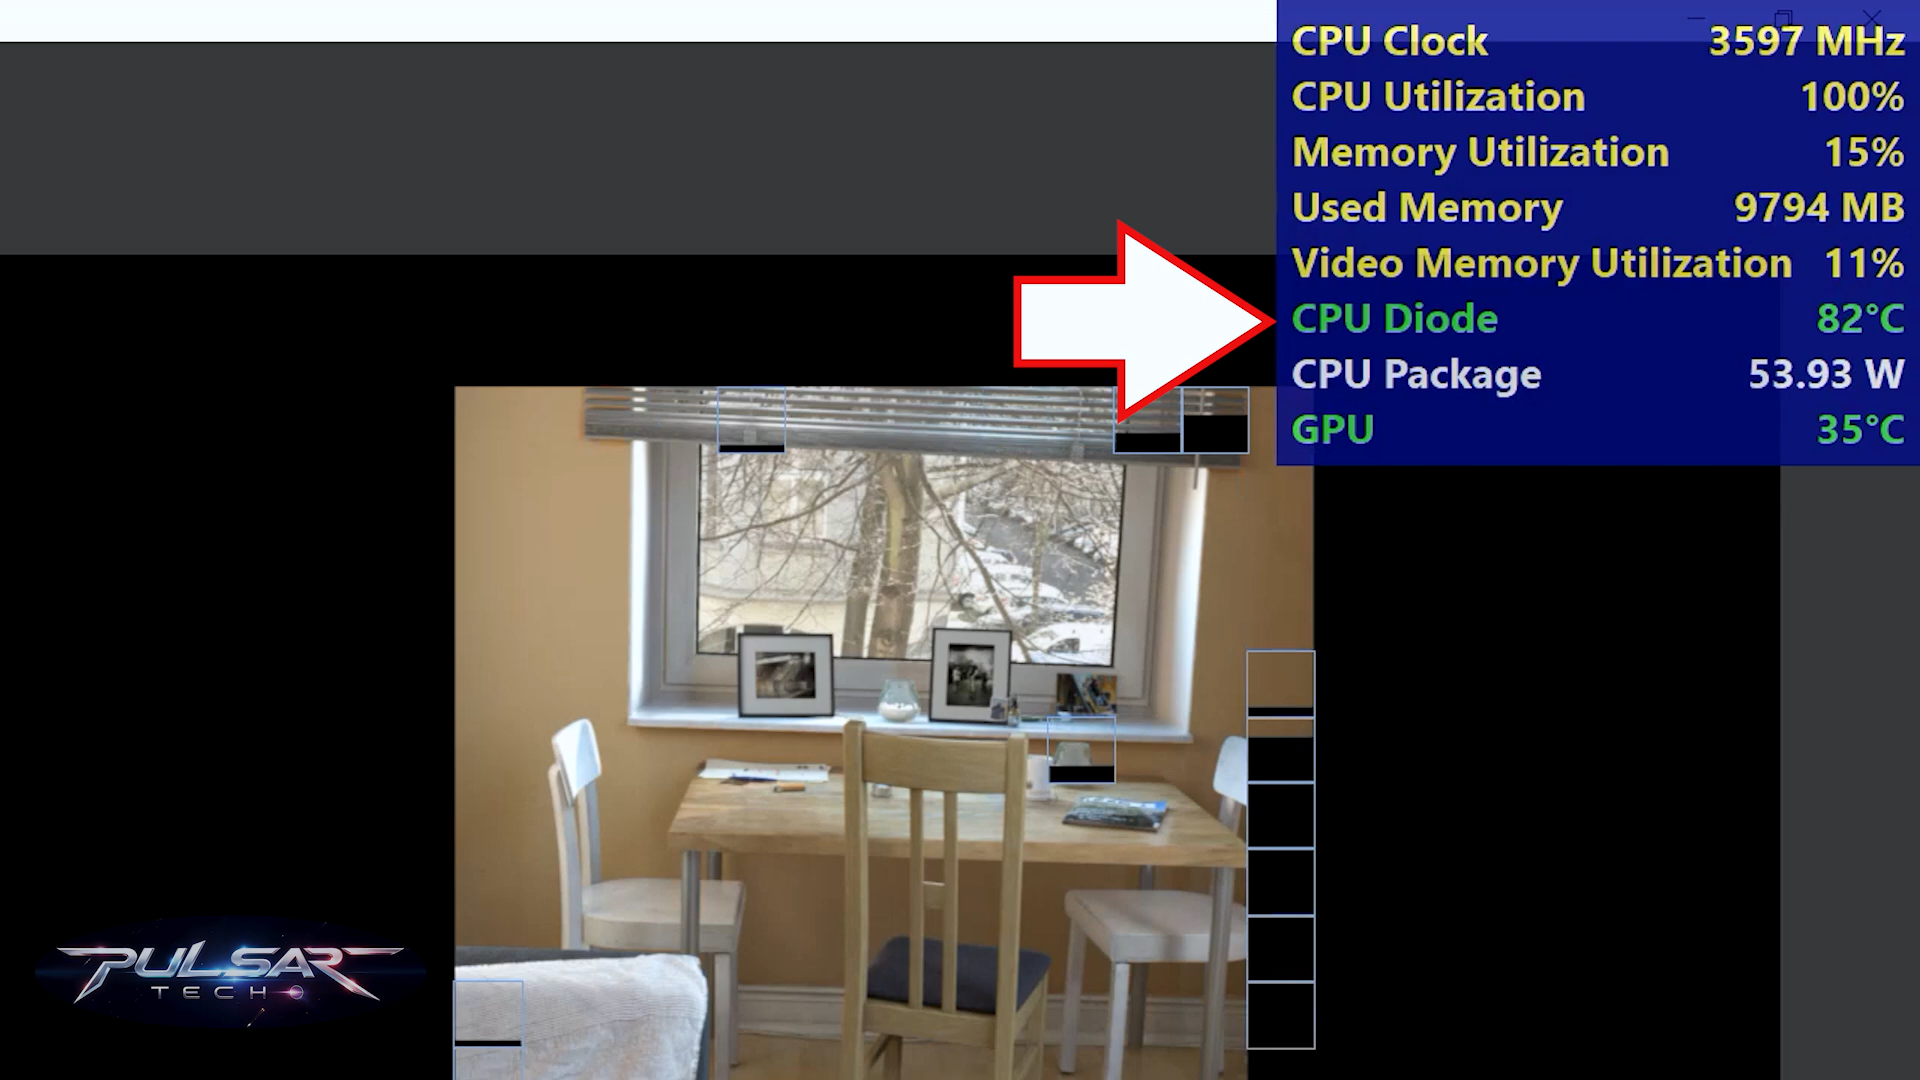 CPU Clock 3597 MHz
CPU Utilization 100%
Memory Utilization 15%
Used Memory 9794 MB
Video Memory Utilization 11%
CPU Diode 82°C
CPU Package 53.93 W
GPU 35°C
PULSAR
TECH